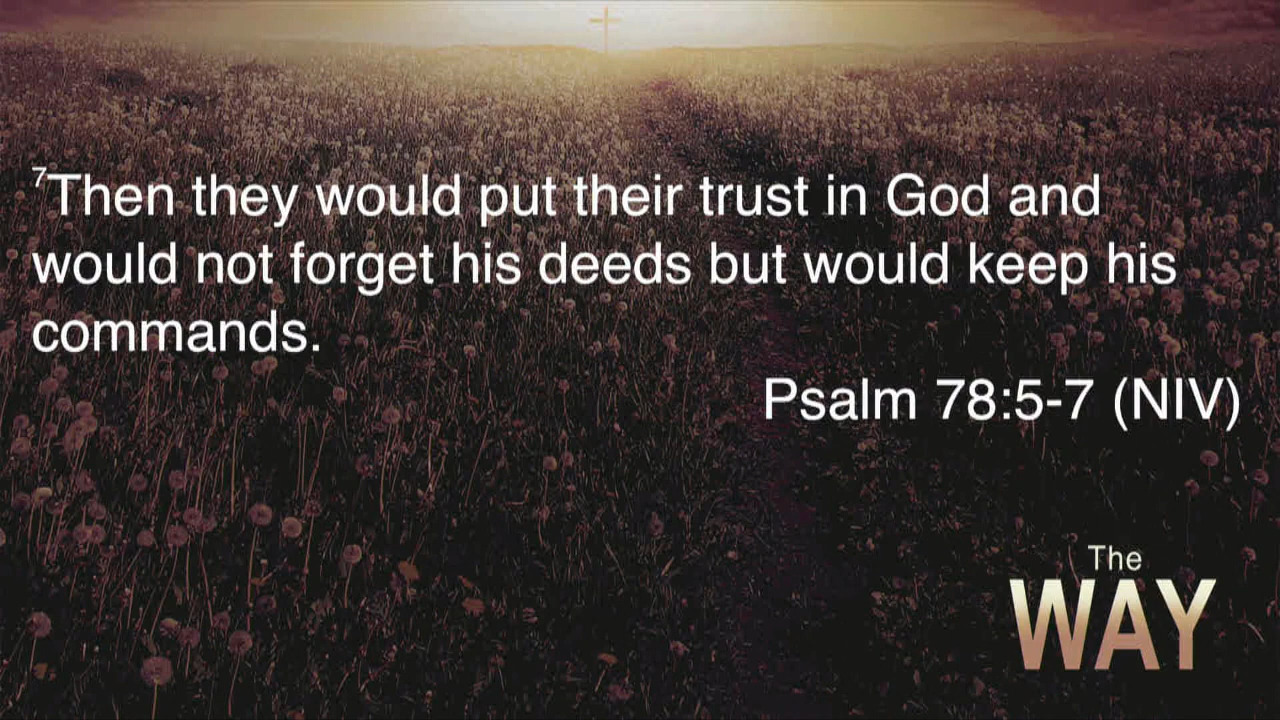 ⁷Then they would put their trust in God and
would not forget his deeds but would keep his
commands.
Psalm 78:5-7 (NIV)
The
WAY